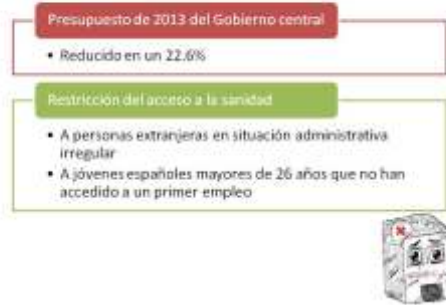 Presupuesto de 2013 del Gobierno central
• Reducido en un 22.6%
Restricción del acceso a la sanidad
• A personas extranjeras en situación administrativa
irregular
• A jóvenes españoles mayores de 26 años que no han
accedido a un primer empleo